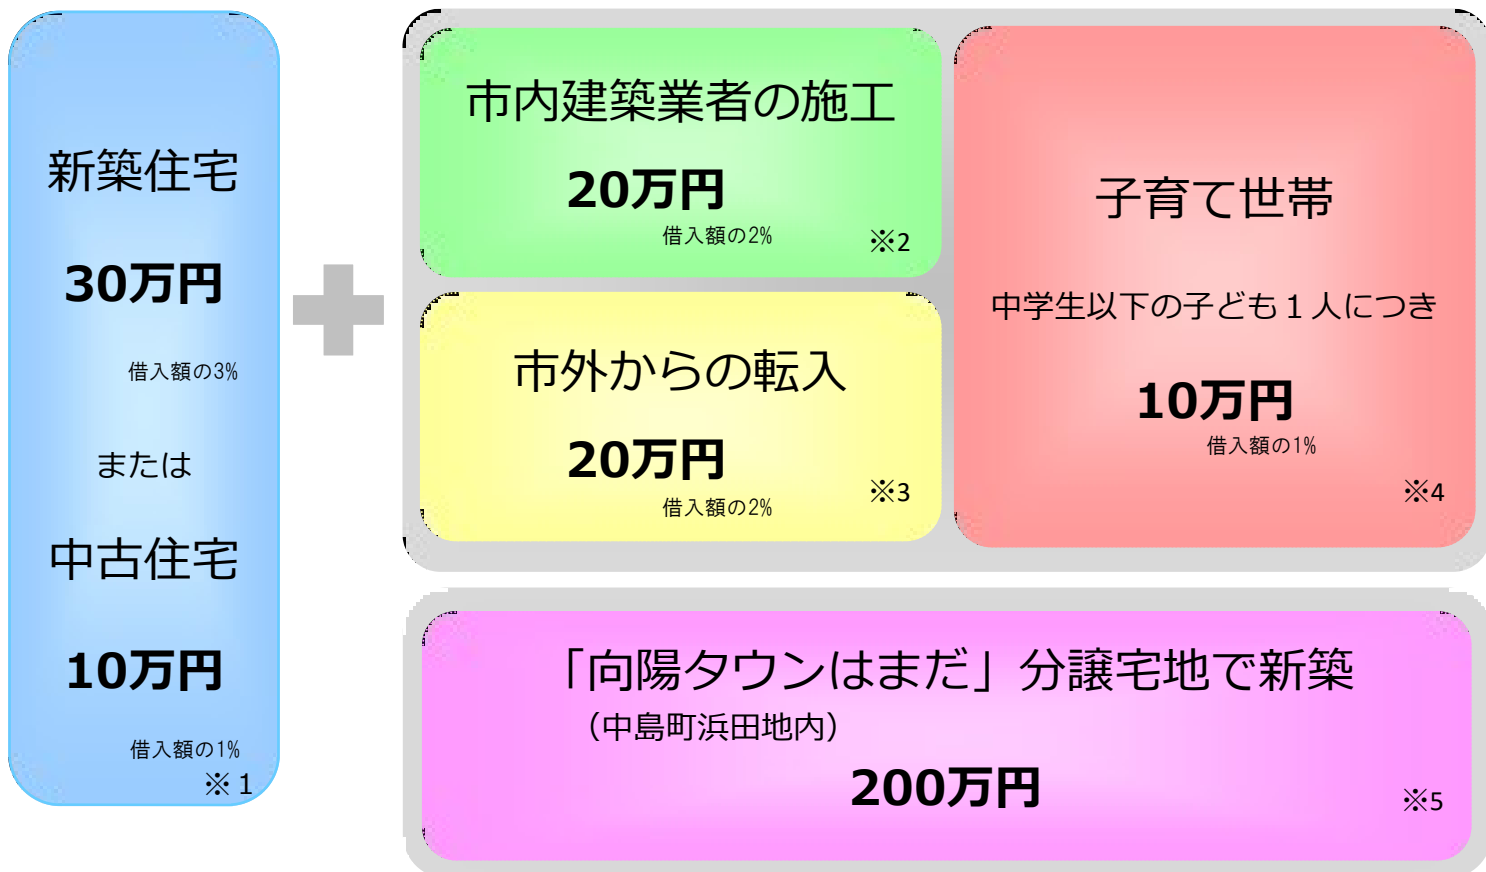 新築住宅
30万円
借入額の3%
または
中古住宅
10万円
借入額の1%
※１
市内建築業者の施工
20万円
借入額の2%
※2
市外からの転入
20万円
借入額の2%
※3
子育て世帯
中学生以下の子ども１人につき
10万円
借入額の1%
※4
「向陽タウンはまだ」分譲宅地で新築
（中島町浜田地内）
200万円
※5